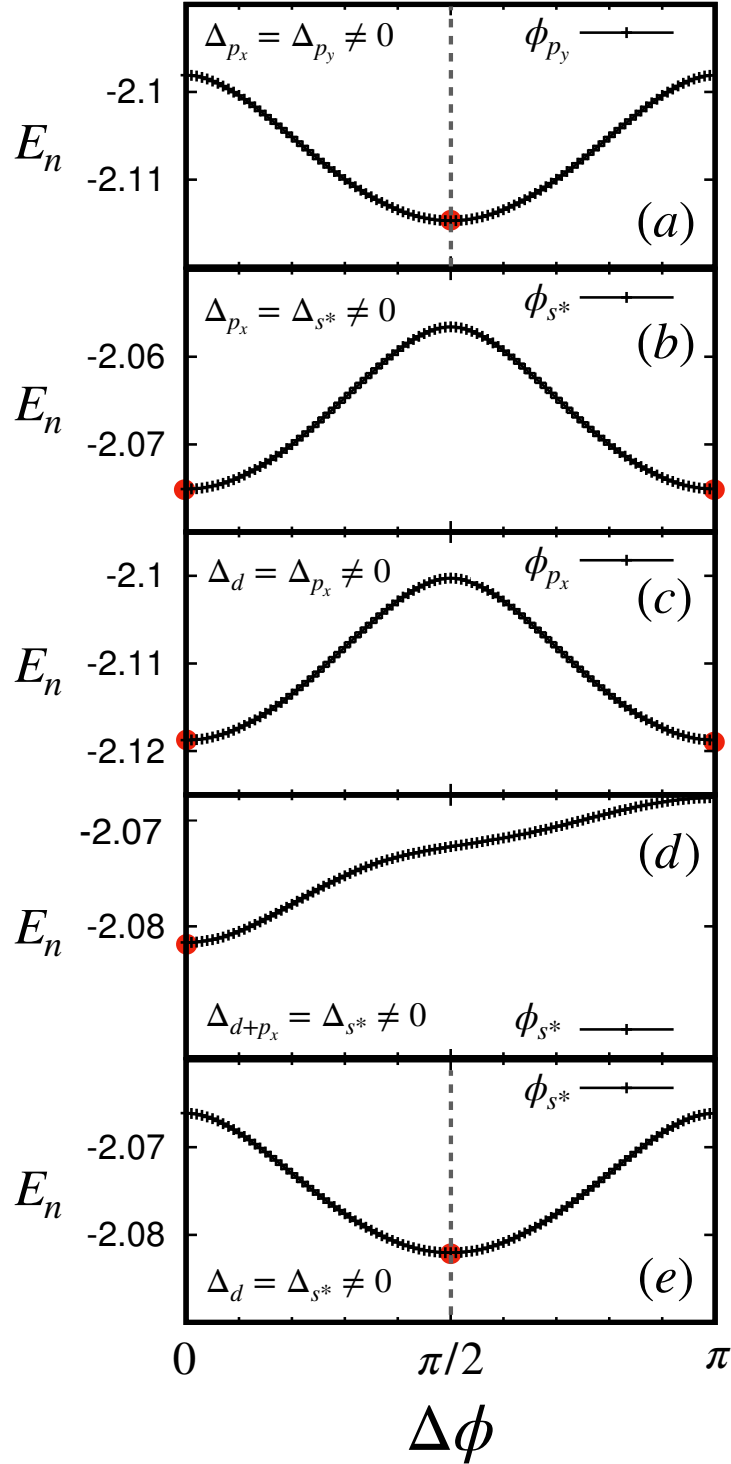 Δ_{p_x} = Δ_{p_y} ≠ 0 ϕ_{p_y}
-2.1
E_n
-2.11
(a)
Δ_{p_x} = Δ_{s*} ≠ 0 ϕ_{s*}
(b)
-2.06
E_n
-2.07
Δ_d = Δ_{p_x} ≠ 0 ϕ_{p_x}
-2.1
(c)
E_n
-2.11
-2.12
-2.07
(d)
E_n
-2.08
Δ_{d+p_x} = Δ_{s*} ≠ 0 ϕ_{s*}
ϕ_{s*}
-2.07
E_n
-2.08
Δ_d = Δ_{s*} ≠ 0 (e)
0 π/2 π
Δϕ